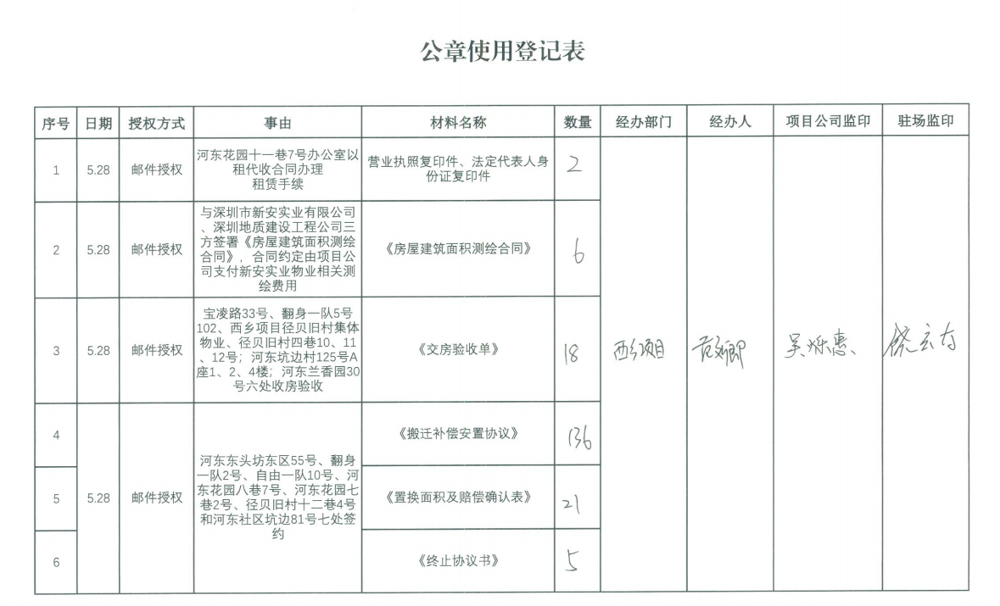 公章使用登记表
序号 日期 授权方式 事由 材料名称 数量 经办部门 经办人 项目公司监印 驻场监印
1 5.28 邮件授权
河东花园十一巷7号办公室以
租代收合同办理
租赁手续
营业执照复印件、法定代表人身
份证复印件
2
2 5.28 邮件授权
与深圳市新安实业有限公司
、深圳地质建设工程公司三
方签署《房屋建筑面积测绘
合同》，合同约定由项目公
司支付新安实业物业相关测
绘费用
《房屋建筑面积测绘合同》
6
3 5.28 邮件授权
宝凌路33号、翻身一队5号
102、西乡项目径贝旧村集体
物业、径贝旧村四巷10、11
、12号；河东坑边村125号A
座1、2、4楼；河东兰香园30
号六处收房验收
《交房验收单》
18
西乡项目
吴烁惠
4
《搬迁补偿安置协议》
136
5 5.28 邮件授权
河东东头坊东区55号、翻身
一队2号、自由一队10号、河
东花园八巷7号、河东花园七
巷2号、径贝旧村十二巷4号
和河东社区坑边81号七处签
约
《置换面积及赔偿确认表》
21
6
《终止协议书》
5